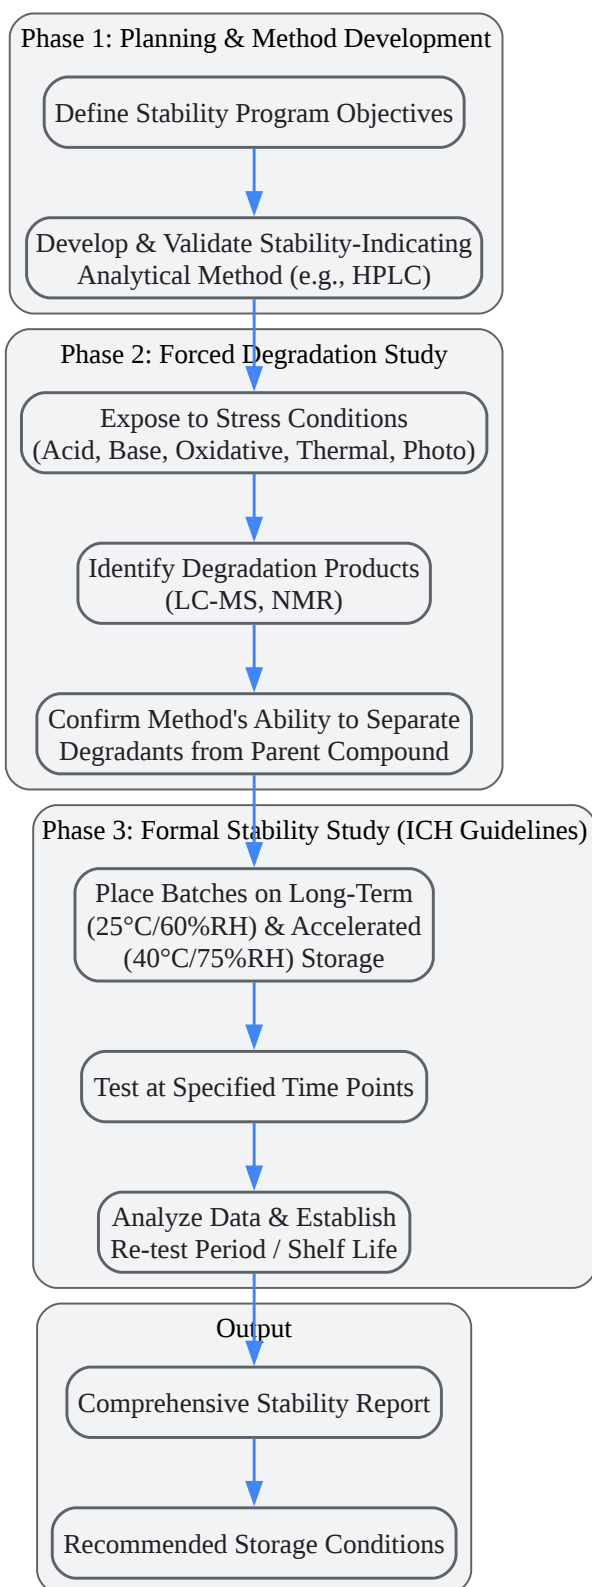 Phase 1: Planning & Method Development
Define Stability Program Objectives
Develop & Validate Stability-Indicating
Analytical Method (e.g., HPLC)
Phase 2: Forced Degradation Study
Expose to Stress Conditions
(Acid, Base, Oxidative, Thermal, Photo)
Identify Degradation Products
(LC-MS, NMR)
Confirm Method's Ability to Separate
Degradants from Parent Compound
Phase 3: Formal Stability Study (ICH Guidelines)
Place Batches on Long-Term
(25°C/60%RH) & Accelerated
(40°C/75%RH) Storage
Test at Specified Time Points
Analyze Data & Establish
Re-test Period / Shelf Life
Output
Comprehensive Stability Report
Recommended Storage Conditions